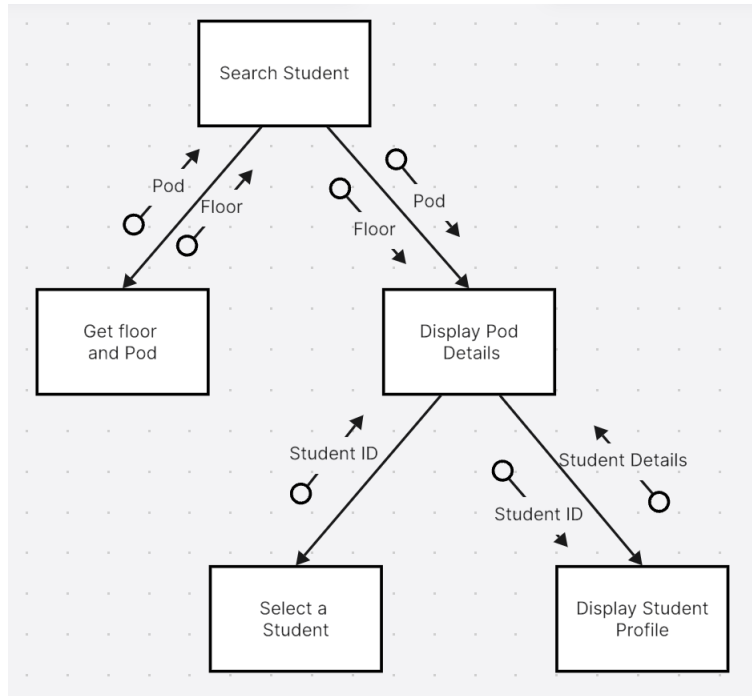 Search Student
Pod
Floor
Pod
Floor
Get floor
and Pod
Display Pod
Details
Student ID
Student Details
Student ID
Select a
Student
Display Student
Profile